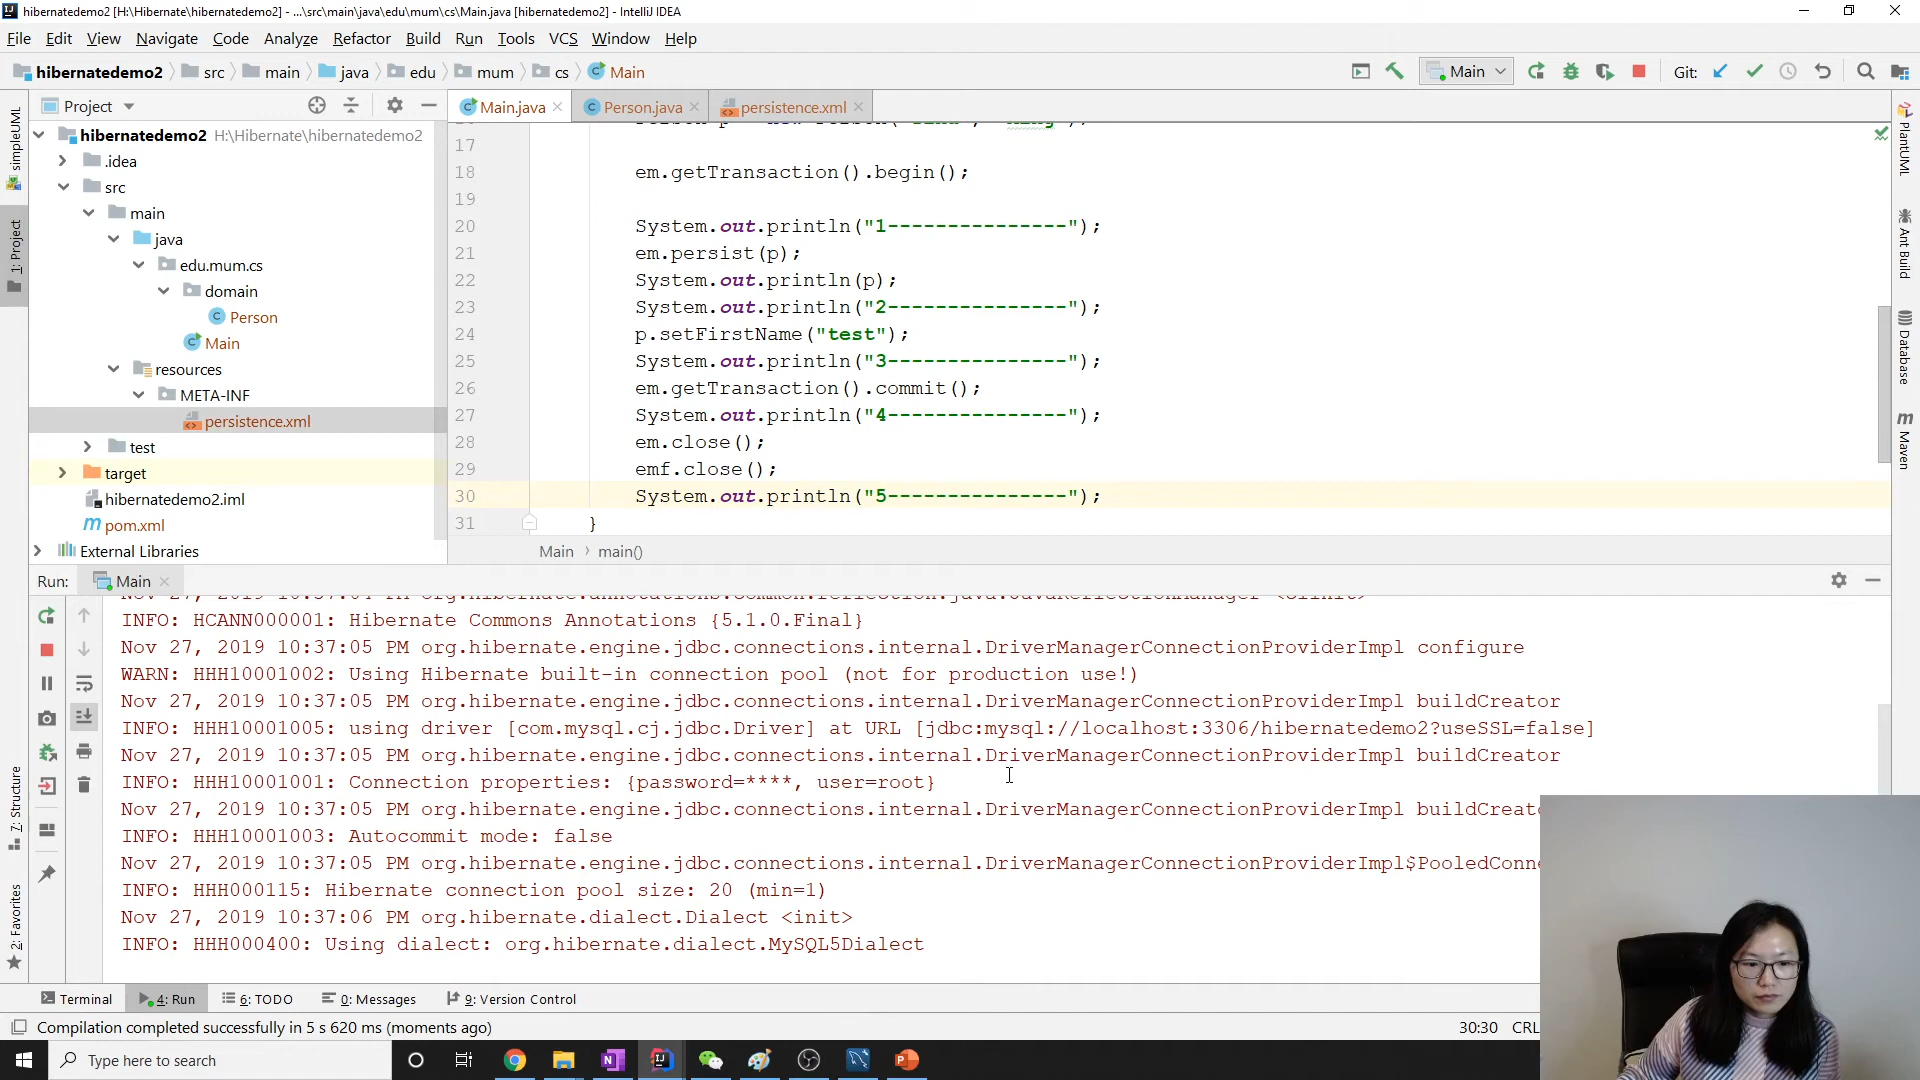 hibernatedemo2 [H:\Hibernate\hibernatedemo2] - ...\src\main\java\edu\mum\cs\Main.java [hibernatedemo2] - IntelliJ IDEA
File Edit View Navigate Code Analyze Refactor Build Run Tools VCS Window Help
hibernatedemo2 src main java edu mum cs Main Main Git:
Project Main.java Person.java persistence.xml
hibernatedemo2 H:\Hibernate\hibernatedemo2
.idea
src
main
java
edu.mum.cs
domain
Person
Main
resources
META-INF
persistence.xml
test
target
hibernatedemo2.iml
pom.xml
External Libraries
17
18 em.getTransaction().begin();
19
20 System.out.println("1---------------");
21 em.persist(p);
22 System.out.println(p);
23 System.out.println("2---------------");
24 p.setFirstName("test");
25 System.out.println("3---------------");
26 em.getTransaction().commit();
27 System.out.println("4---------------");
28 em.close();
29 emf.close();
30 System.out.println("5---------------");
31 }
Main main()
simpleUML
1: Project
7: Structure
2: Favorites
PlantUML
Ant Build
Database
Maven
Run: Main
INFO: HCANN000001: Hibernate Commons Annotations {5.1.0.Final}
Nov 27, 2019 10:37:05 PM org.hibernate.engine.jdbc.connections.internal.DriverManagerConnectionProviderImpl configure
WARN: HHH10001002: Using Hibernate built-in connection pool (not for production use!)
Nov 27, 2019 10:37:05 PM org.hibernate.engine.jdbc.connections.internal.DriverManagerConnectionProviderImpl buildCreator
INFO: HHH10001005: using driver [com.mysql.cj.jdbc.Driver] at URL [jdbc:mysql://localhost:3306/hibernatedemo2?useSSL=false]
Nov 27, 2019 10:37:05 PM org.hibernate.engine.jdbc.connections.internal.DriverManagerConnectionProviderImpl buildCreator
INFO: HHH10001001: Connection properties: {password=****, user=root}
Nov 27, 2019 10:37:05 PM org.hibernate.engine.jdbc.connections.internal.DriverManagerConnectionProviderImpl buildCreato
INFO: HHH10001003: Autocommit mode: false
Nov 27, 2019 10:37:05 PM org.hibernate.engine.jdbc.connections.internal.DriverManagerConnectionProviderImpl$PooledConne
INFO: HHH000115: Hibernate connection pool size: 20 (min=1)
Nov 27, 2019 10:37:06 PM org.hibernate.dialect.Dialect <init>
INFO: HHH000400: Using dialect: org.hibernate.dialect.MySQL5Dialect
Terminal 4: Run 6: TODO 0: Messages 9: Version Control
Compilation completed successfully in 5 s 620 ms (moments ago) 30:30 CRL
Type here to search